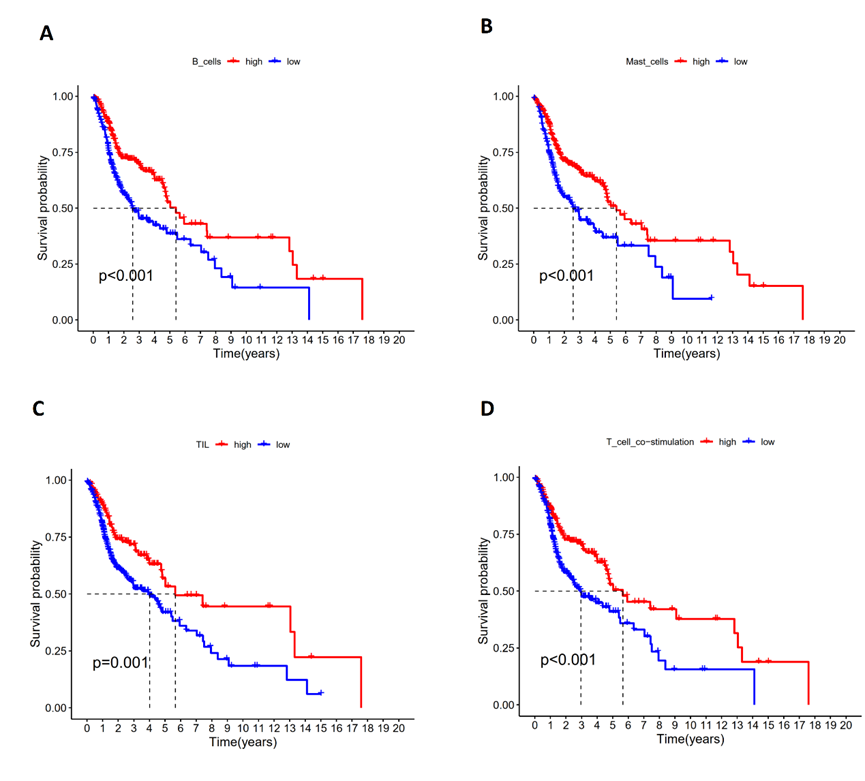 A
B_cells high low
1.00
0.75
0.50
0.25
0.00
Survival probability
p<0.001
0 1 2 3 4 5 6 7 8 9 10 11 12 13 14 15 16 17 18 19 20
Time(years)
B
Mast_cells high low
1.00
0.75
0.50
0.25
0.00
Survival probability
p<0.001
0 1 2 3 4 5 6 7 8 9 10 11 12 13 14 15 16 17 18 19 20
Time(years)
C
TIL high low
1.00
0.75
0.50
0.25
0.00
Survival probability
p=0.001
0 1 2 3 4 5 6 7 8 9 10 11 12 13 14 15 16 17 18 19 20
Time(years)
D
T_cell_co−stimulation high low
1.00
0.75
0.50
0.25
0.00
Survival probability
p<0.001
0 1 2 3 4 5 6 7 8 9 10 11 12 13 14 15 16 17 18 19 20
Time(years)